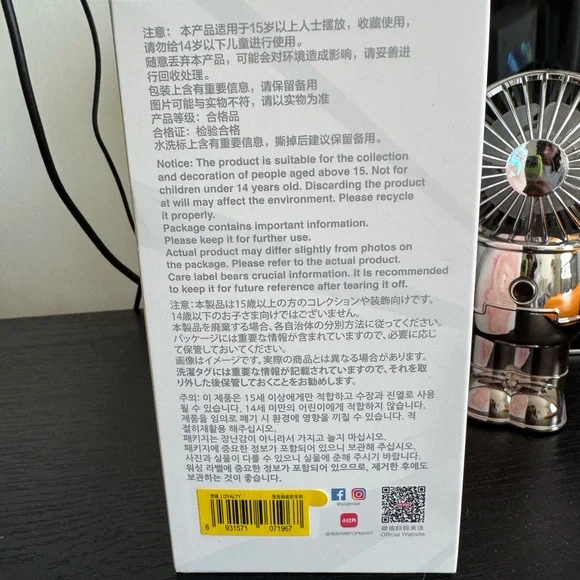 注意： 本产品适用于15岁以上人士摆放，收藏使用，
请勿给14岁以下儿童进行使用。
随意丢弃本产品，可能会对环境造成影响，请妥善进
行回收处理。
包装上含有重要信息，请保留备用
图片可能与实物不符，请以实物为准
产品等级：合格品
合格证：检验合格
水洗标上含有重要信息，撕掉后建议保留备用。
Notice: The product is suitable for the collection
and decoration of people aged above 15. Not for
children under 14 years old. Discarding the product
at will may affect the environment. Please recycle
it properly.
Package contains important information.
Please keep it for further use.
Actual product may differ slightly from photos on
the package. Please refer to the actual product.
Care label bears crucial information. It is recommended
to keep it for future reference after tearing it off.
注意：本製品は15歳以上の方のコレクションや装飾向けです。
14歳以下のお子さま向けではございません。
本製品を廃棄する場合、各自治体の分別方法に従ってください。
パッケージには重要な情報が含まれていますので、必要に応じ
て保管しておいてください。
画像はイメージです。実際の商品とは異なる場合があります。
洗濯タグには重要な情報が記載されていますので、それを取
り外した後保管しておくことをお勧めします。
주의: 이 제품은 15세 이상에게만 적합하고 수장과 진열로 사용
될 수 있습니다. 14세 미만의 어린이에게 적합하지 않습니다.
제품을 임의로 폐기 시 환경에 영향을 끼칠 수 있습니다. 적
절히재활용 해주십시오.
패키지는 장난감이 아니라서 가지고 놀지 마십시오.
패키지에 중요한 정보가 포함되어 있으므로 보관해 주십시오.
사진과 실물이 다를 수 있으니 실물에 준해 주시기 바랍니다.
워싱 라벨에 중요한 정보가 포함되어 있으므로, 제거한 후에도
보관하는 것이 좋습니다.
LOYALTY
6 931571 071967
@popmart
小红书
@泡泡玛特POPMART
Official Website